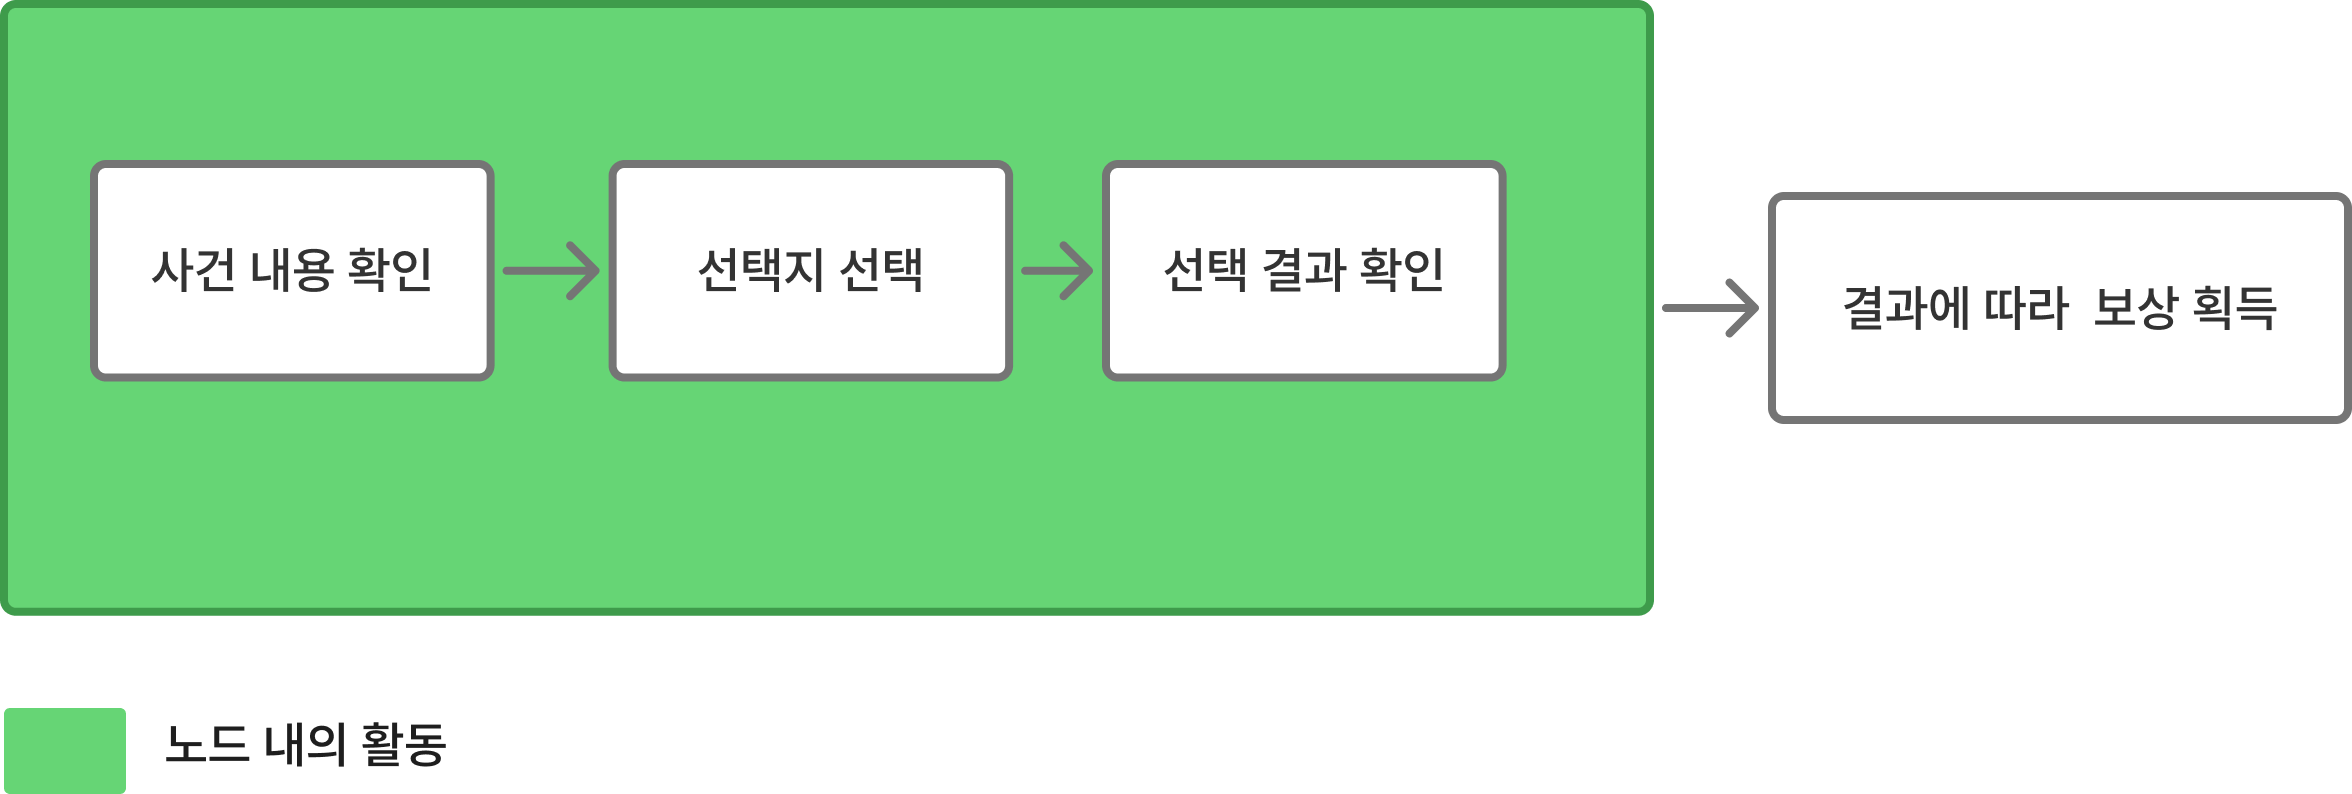 사건 내용 확인
선택지 선택
선택 결과 확인
결과에 따라 보상 획득
노드 내의 활동